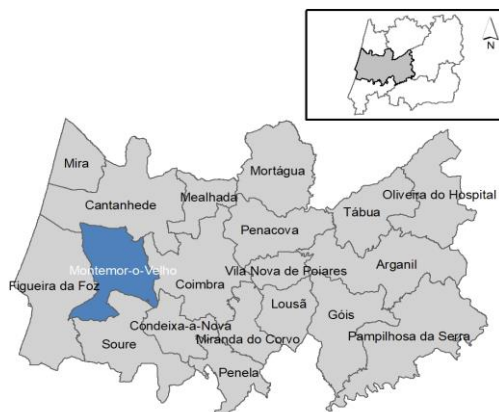 N
Mira
Mortágua
Cantanhede
Mealhada
Oliveira do Hospital
Tábua
Penacova
Montemor-o-Velho
Vila Nova de Poiares
Arganil
Figueira da Foz
Coimbra
Lousã
Góis
Condeixa-a-Nova
Soure
Miranda do Corvo
Pampilhosa da Serra
Penela